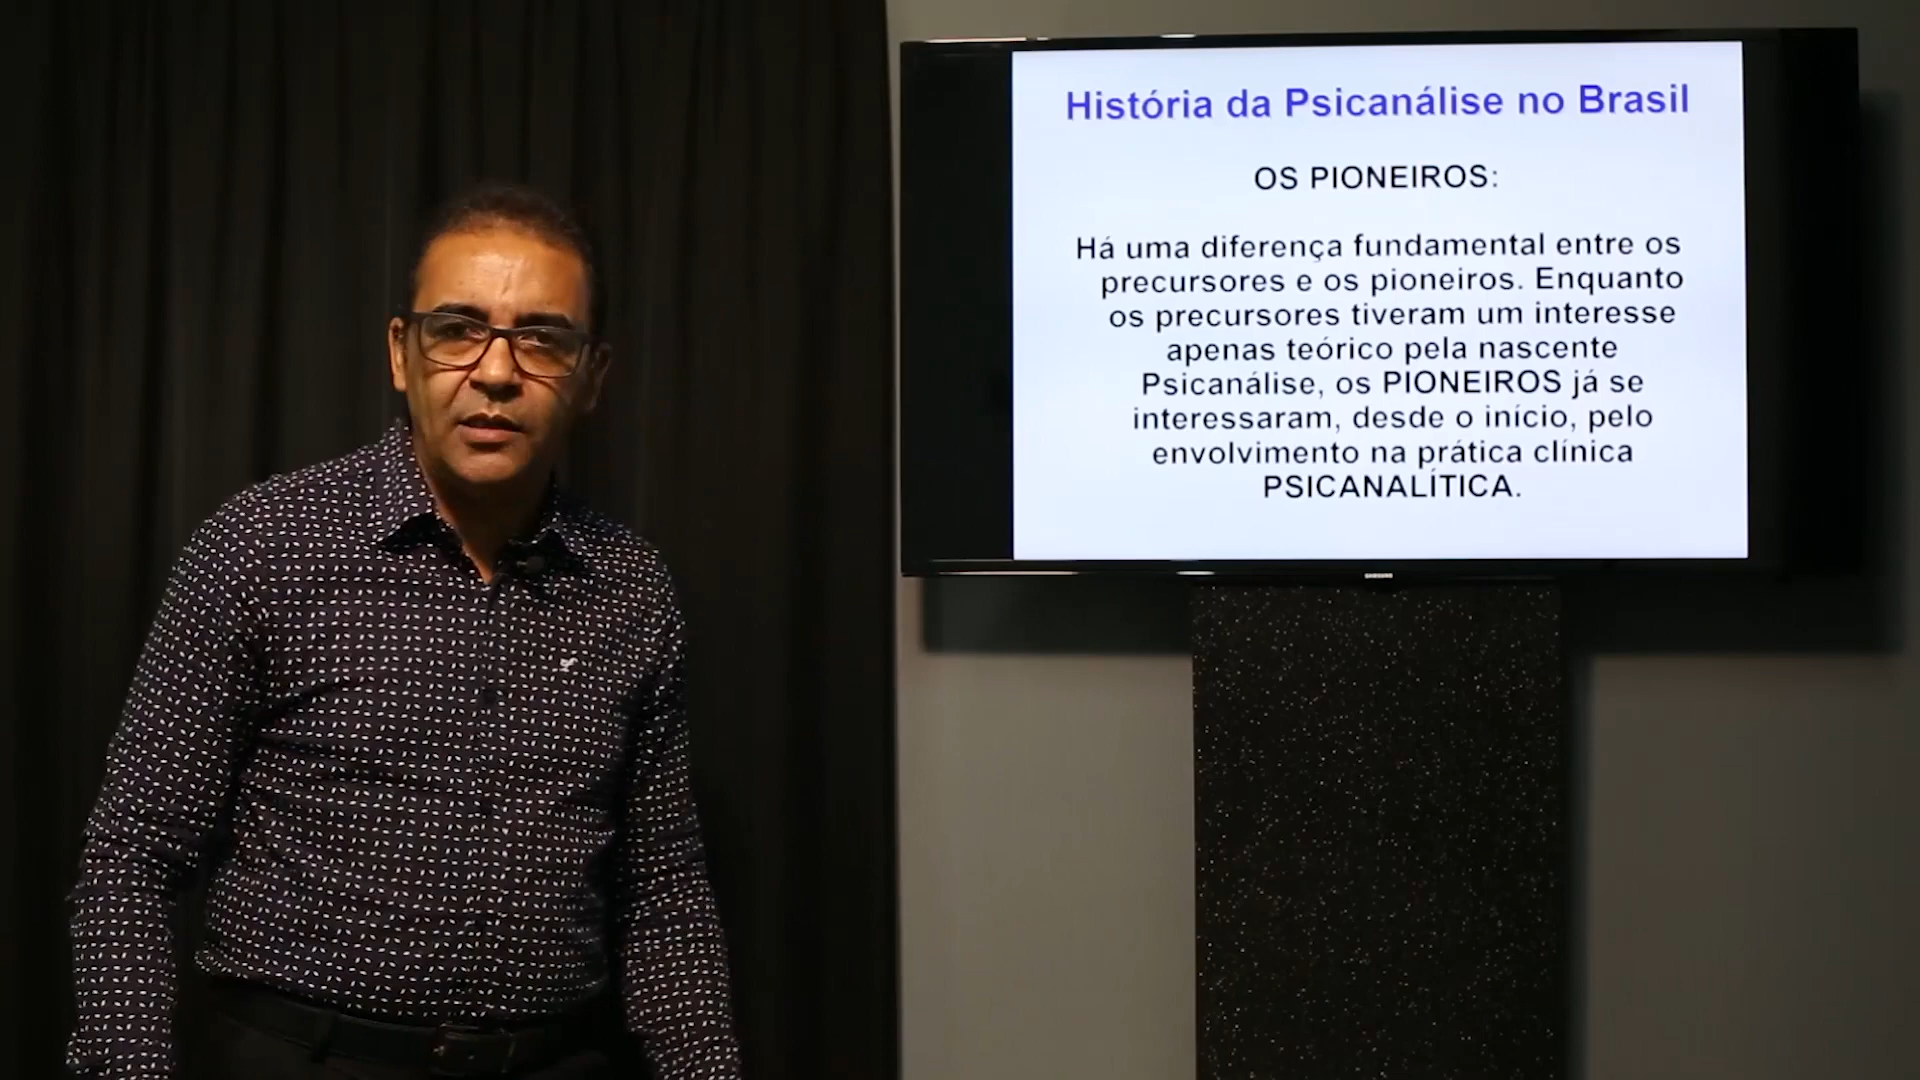 História da Psicanálise no Brasil
OS PIONEIROS:
Há uma diferença fundamental entre os
precursores e os pioneiros. Enquanto
os precursores tiveram um interesse
apenas teórico pela nascente
Psicanálise, os PIONEIROS já se
interessaram, desde o início, pelo
envolvimento na prática clínica
PSICANALÍTICA.
SAMSUNG